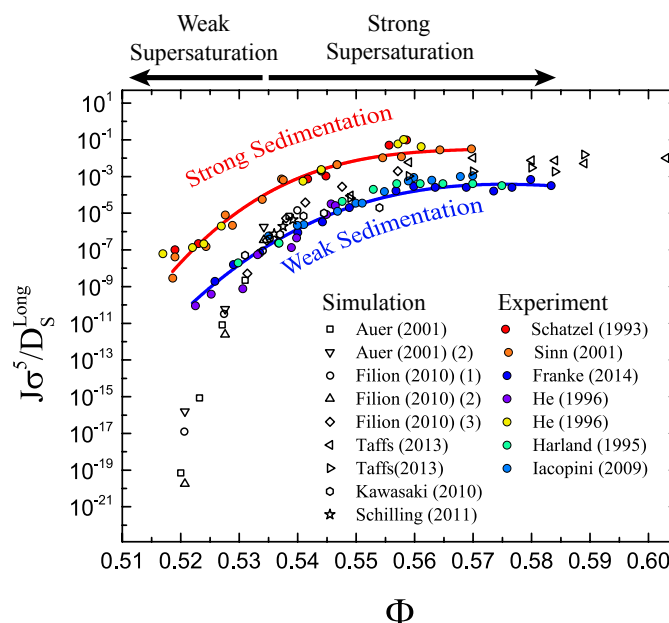 Weak
Supersaturation
Strong
Supersaturation
10^1
10^-1
10^-3
10^-5
10^-7
10^-9
10^-11
10^-13
10^-15
10^-17
10^-19
10^-21
Jσ^5/D_S^Long
Strong Sedimentation
Weak Sedimentation
Simulation
Auer (2001)
Auer (2001) (2)
Filion (2010) (1)
Filion (2010) (2)
Filion (2010) (3)
Taffs (2013)
Taffs(2013)
Kawasaki (2010)
Schilling (2011)
Experiment
Schatzel (1993)
Sinn (2001)
Franke (2014)
He (1996)
He (1996)
Harland (1995)
Iacopini (2009)
0.51 0.52 0.53 0.54 0.55 0.56 0.57 0.58 0.59 0.60
Φ